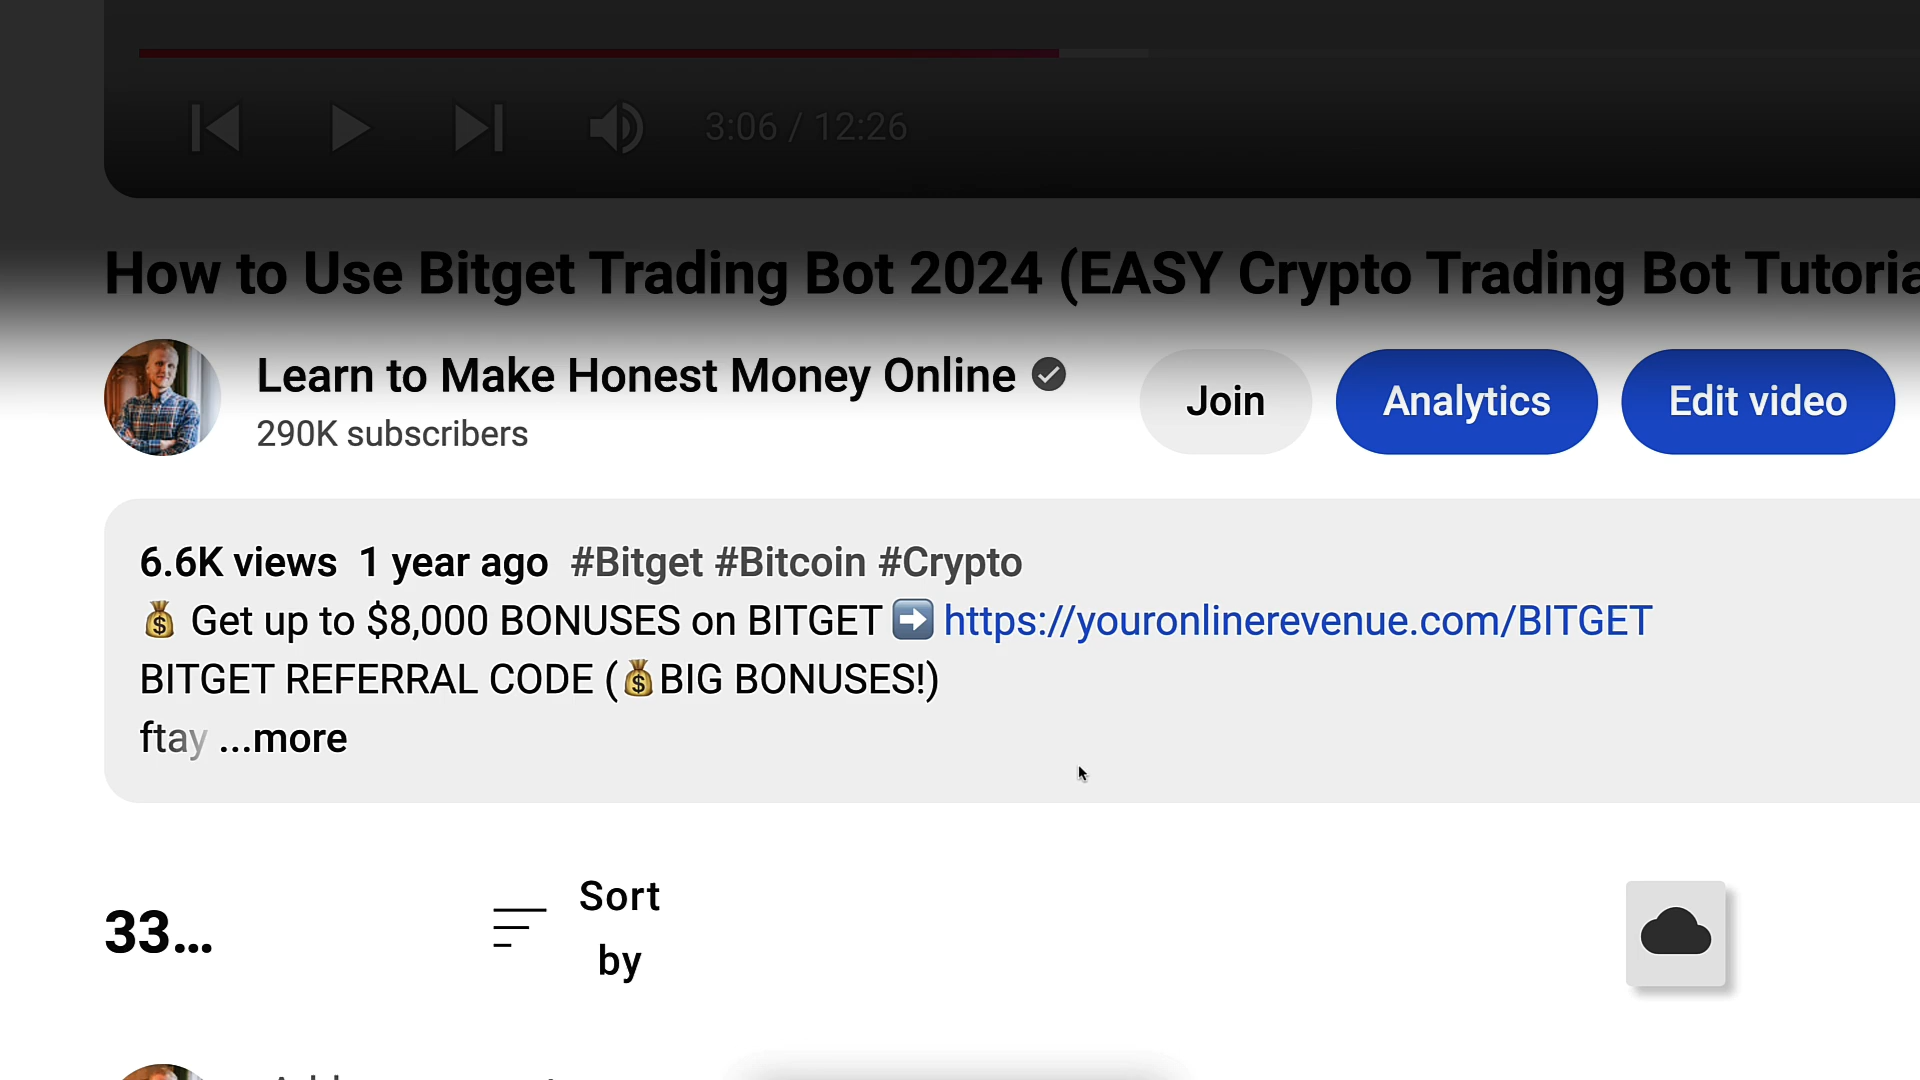 3:06 / 12:26
How to Use Bitget Trading Bot 2024 (EASY Crypto Trading Bot Tutoria
Learn to Make Honest Money Online
290K subscribers
Join
Analytics
Edit video
6.6K views 1 year ago #Bitget #Bitcoin #Crypto
💰 Get up to $8,000 BONUSES on BITGET ➡️ https://youronlinerevenue.com/BITGET
BITGET REFERRAL CODE (💰BIG BONUSES!)
ftay ...more
33...
Sort
by